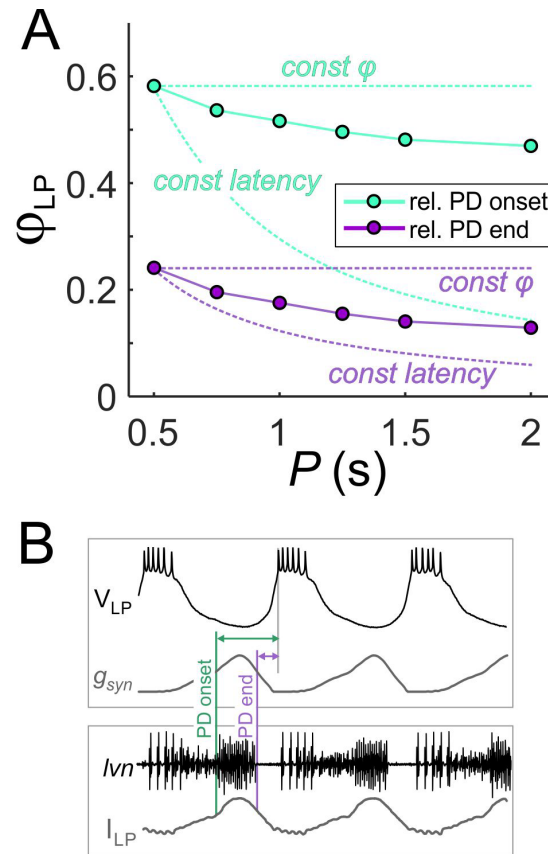 A
const φ
0.6
const latency
0.4
φLP
rel. PD onset
rel. PD end
0.2
const φ
const latency
0
0.5 1 1.5 2
P (s)
B
VLP
gsyn
PD onset
PD end
lvn
ILP